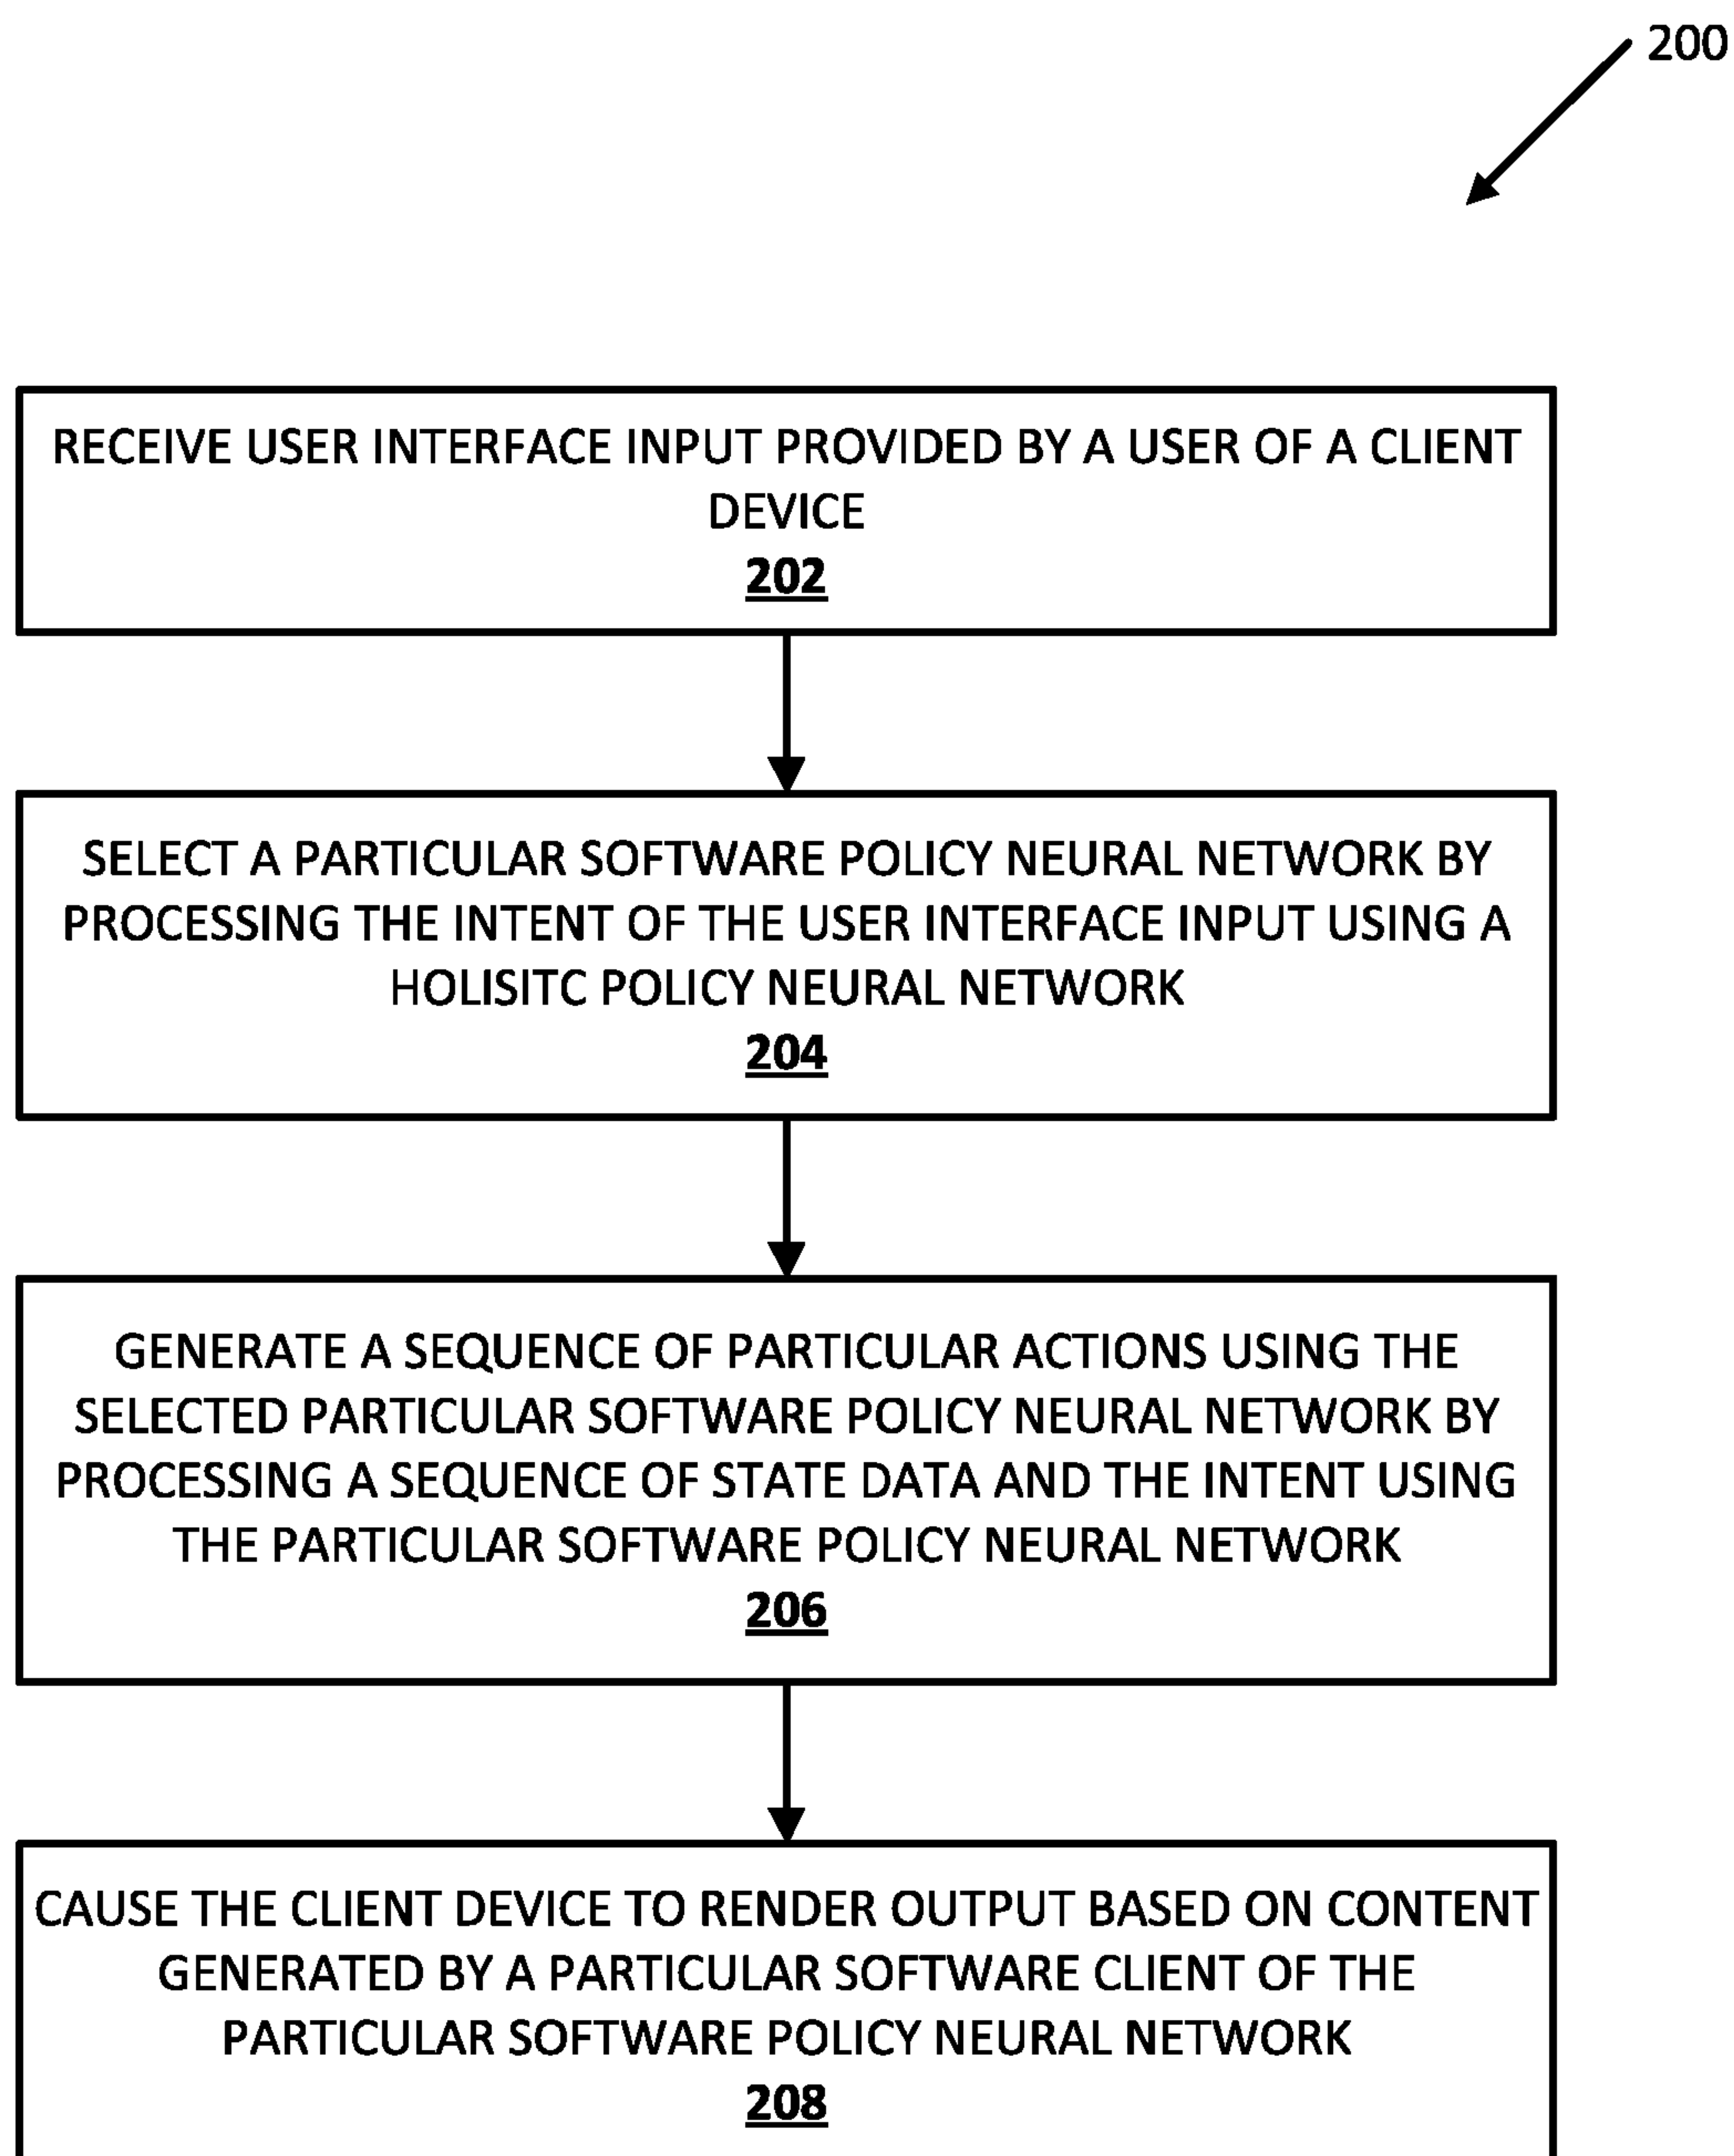 200
RECEIVE USER INTERFACE INPUT PROVIDED BY A USER OF A CLIENT
DEVICE
202
SELECT A PARTICULAR SOFTWARE POLICY NEURAL NETWORK BY
PROCESSING THE INTENT OF THE USER INTERFACE INPUT USING A
HOLISITC POLICY NEURAL NETWORK
204
GENERATE A SEQUENCE OF PARTICULAR ACTIONS USING THE
SELECTED PARTICULAR SOFTWARE POLICY NEURAL NETWORK BY
PROCESSING A SEQUENCE OF STATE DATA AND THE INTENT USING
THE PARTICULAR SOFTWARE POLICY NEURAL NETWORK
206
CAUSE THE CLIENT DEVICE TO RENDER OUTPUT BASED ON CONTENT
GENERATED BY A PARTICULAR SOFTWARE CLIENT OF THE
PARTICULAR SOFTWARE POLICY NEURAL NETWORK
208